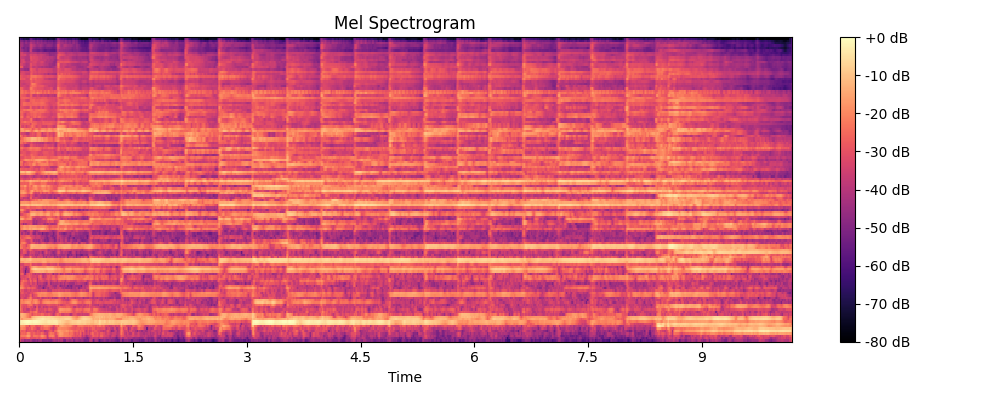 Mel Spectrogram
+0 dB
-10 dB
-20 dB
-30 dB
-40 dB
-50 dB
-60 dB
-70 dB
-80 dB
0 1.5 3 4.5 6 7.5 9
Time